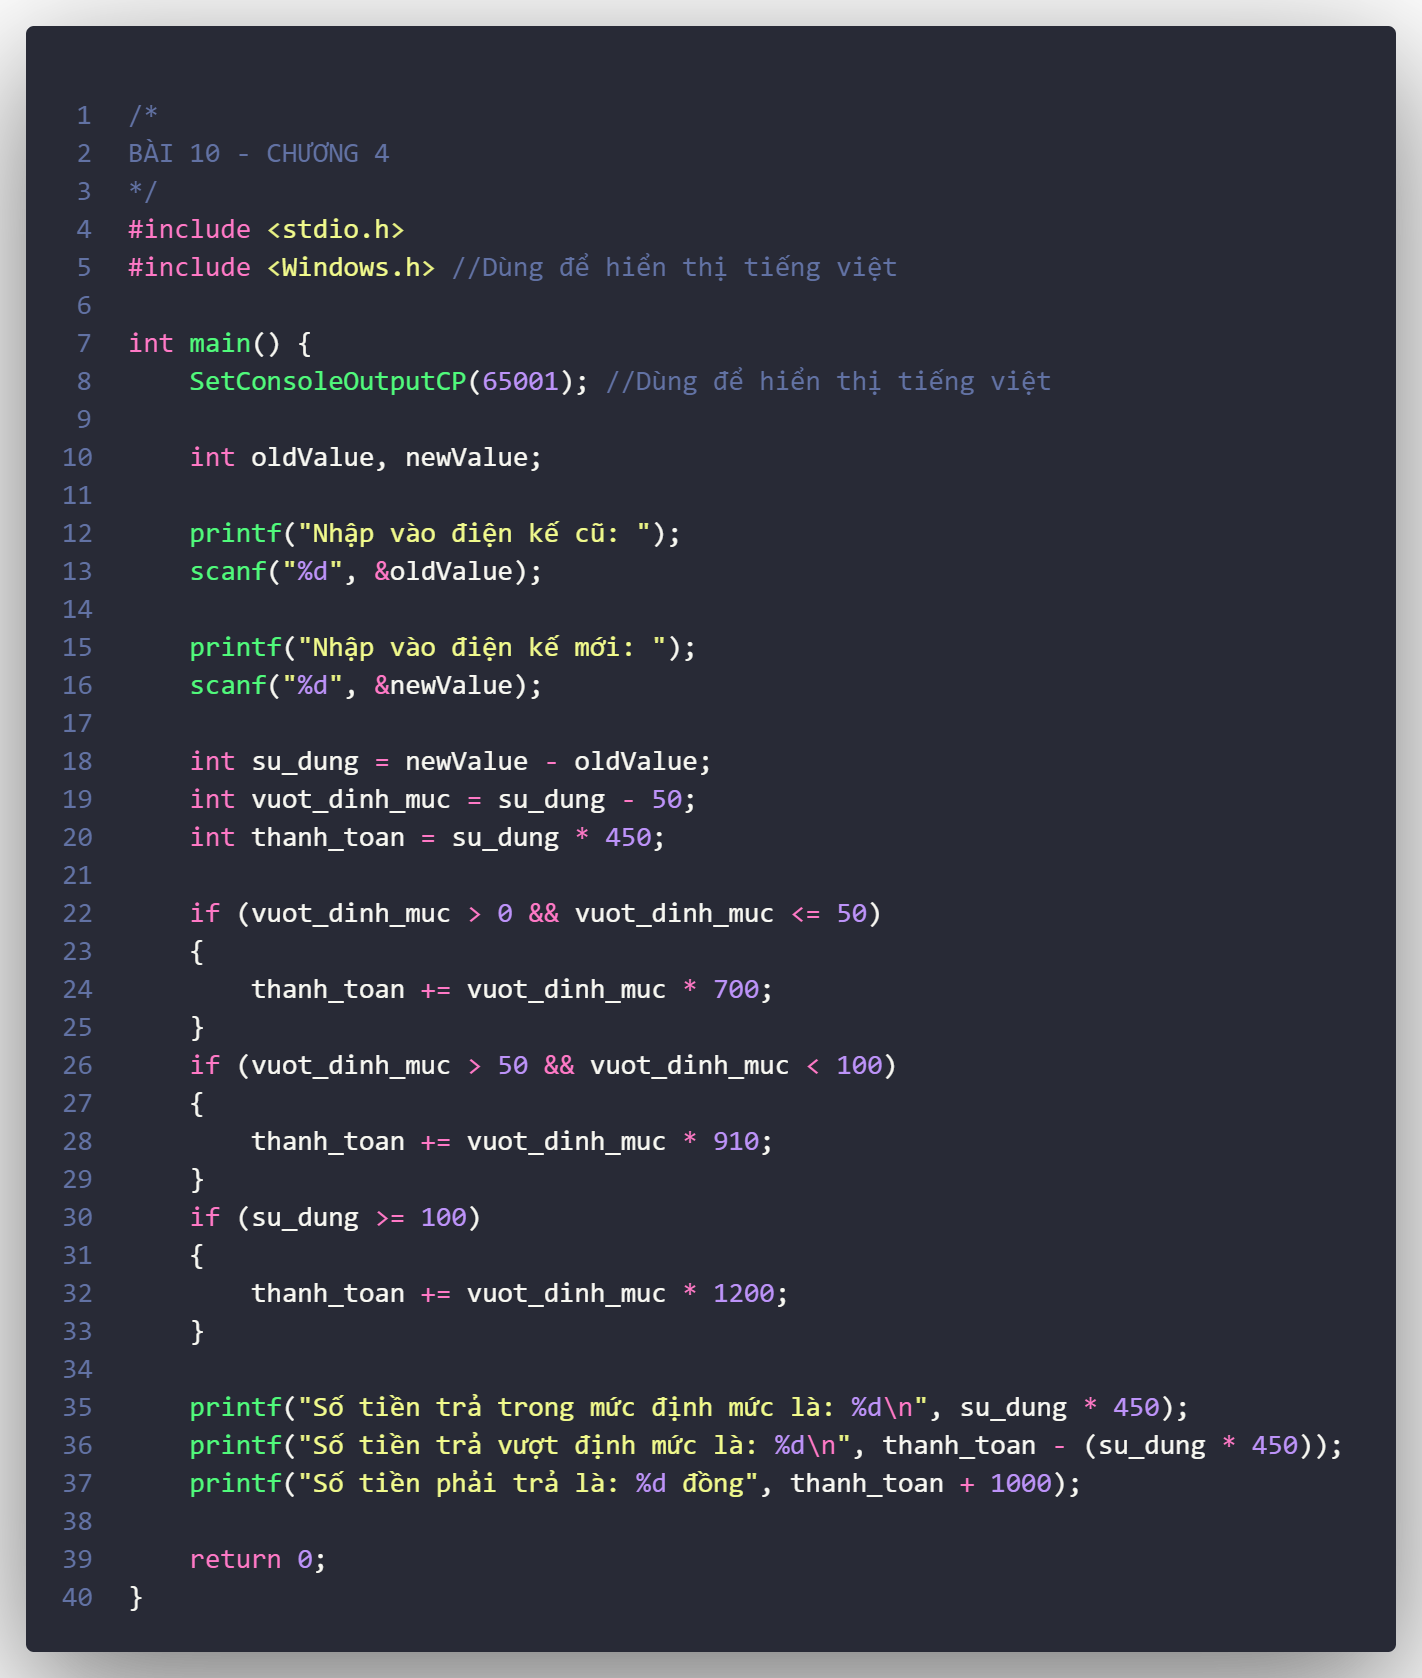 1 /*
2 BÀI 10 - CHƯƠNG 4
3 */
4 #include <stdio.h>
5 #include <Windows.h> //Dùng để hiển thị tiếng việt
6
7 int main() {
8     SetConsoleOutputCP(65001); //Dùng để hiển thị tiếng việt
9
10     int oldValue, newValue;
11
12     printf("Nhập vào điện kế cũ: ");
13     scanf("%d", &oldValue);
14
15     printf("Nhập vào điện kế mới: ");
16     scanf("%d", &newValue);
17
18     int su_dung = newValue - oldValue;
19     int vuot_dinh_muc = su_dung - 50;
20     int thanh_toan = su_dung * 450;
21
22     if (vuot_dinh_muc > 0 && vuot_dinh_muc <= 50)
23     {
24         thanh_toan += vuot_dinh_muc * 700;
25     }
26     if (vuot_dinh_muc > 50 && vuot_dinh_muc < 100)
27     {
28         thanh_toan += vuot_dinh_muc * 910;
29     }
30     if (su_dung >= 100)
31     {
32         thanh_toan += vuot_dinh_muc * 1200;
33     }
34
35     printf("Số tiền trả trong mức định mức là: %d\n", su_dung * 450);
36     printf("Số tiền trả vượt định mức là: %d\n", thanh_toan - (su_dung * 450));
37     printf("Số tiền phải trả là: %d đồng", thanh_toan + 1000);
38
39     return 0;
40 }